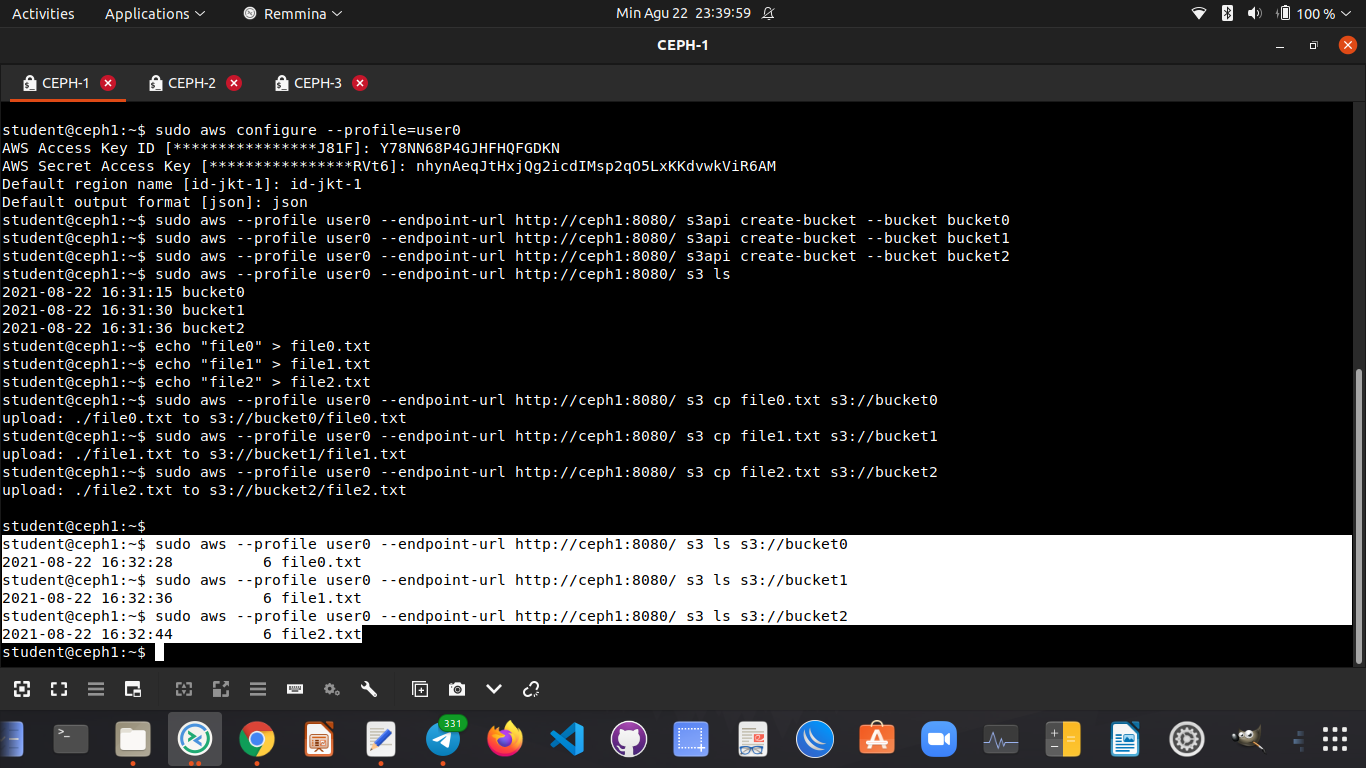 Activities Applications Remmina Min Agu 22 23:39:59 100 %
CEPH-1
CEPH-1 CEPH-2 CEPH-3
student@ceph1:~$ sudo aws configure --profile=user0
AWS Access Key ID [****************J81F]: Y78NN68P4GJHFHQFGDKN
AWS Secret Access Key [****************RVt6]: nhynAeqJtHxjQg2icdIMsp2qO5LxKKdvwkViR6AM
Default region name [id-jkt-1]: id-jkt-1
Default output format [json]: json
student@ceph1:~$ sudo aws --profile user0 --endpoint-url http://ceph1:8080/ s3api create-bucket --bucket bucket0
student@ceph1:~$ sudo aws --profile user0 --endpoint-url http://ceph1:8080/ s3api create-bucket --bucket bucket1
student@ceph1:~$ sudo aws --profile user0 --endpoint-url http://ceph1:8080/ s3api create-bucket --bucket bucket2
student@ceph1:~$ sudo aws --profile user0 --endpoint-url http://ceph1:8080/ s3 ls
2021-08-22 16:31:15 bucket0
2021-08-22 16:31:30 bucket1
2021-08-22 16:31:36 bucket2
student@ceph1:~$ echo "file0" > file0.txt
student@ceph1:~$ echo "file1" > file1.txt
student@ceph1:~$ echo "file2" > file2.txt
student@ceph1:~$ sudo aws --profile user0 --endpoint-url http://ceph1:8080/ s3 cp file0.txt s3://bucket0
upload: ./file0.txt to s3://bucket0/file0.txt
student@ceph1:~$ sudo aws --profile user0 --endpoint-url http://ceph1:8080/ s3 cp file1.txt s3://bucket1
upload: ./file1.txt to s3://bucket1/file1.txt
student@ceph1:~$ sudo aws --profile user0 --endpoint-url http://ceph1:8080/ s3 cp file2.txt s3://bucket2
upload: ./file2.txt to s3://bucket2/file2.txt
student@ceph1:~$
student@ceph1:~$ sudo aws --profile user0 --endpoint-url http://ceph1:8080/ s3 ls s3://bucket0
2021-08-22 16:32:28          6 file0.txt
student@ceph1:~$ sudo aws --profile user0 --endpoint-url http://ceph1:8080/ s3 ls s3://bucket1
2021-08-22 16:32:36          6 file1.txt
student@ceph1:~$ sudo aws --profile user0 --endpoint-url http://ceph1:8080/ s3 ls s3://bucket2
2021-08-22 16:32:44          6 file2.txt
student@ceph1:~$
331